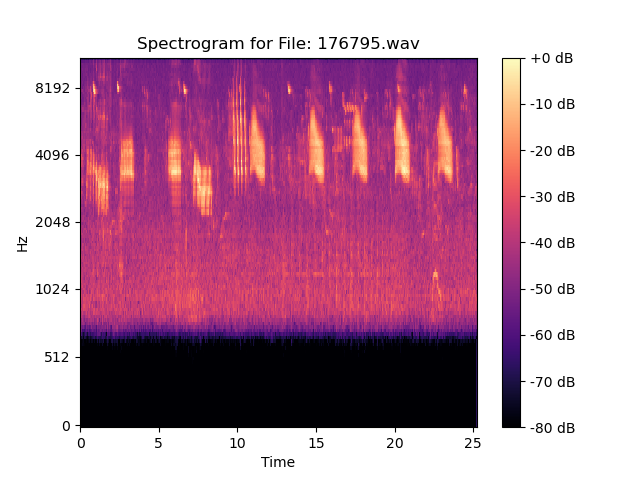 Spectrogram for File: 176795.wav
8192
4096
2048
1024
512
0
Hz
0 5 10 15 20 25
Time
+0 dB
-10 dB
-20 dB
-30 dB
-40 dB
-50 dB
-60 dB
-70 dB
-80 dB